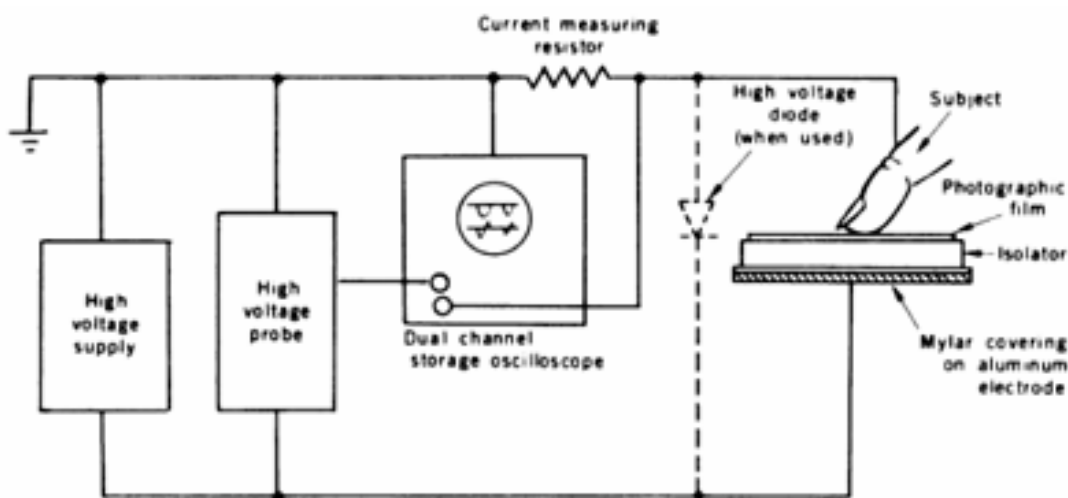 Current measuring
resistor
High voltage
diode
(when used)
Subject
Photographic
film
Isolator
High
voltage
supply
High
voltage
probe
Dual channel
storage oscilloscope
Mylar covering
on aluminum
electrode